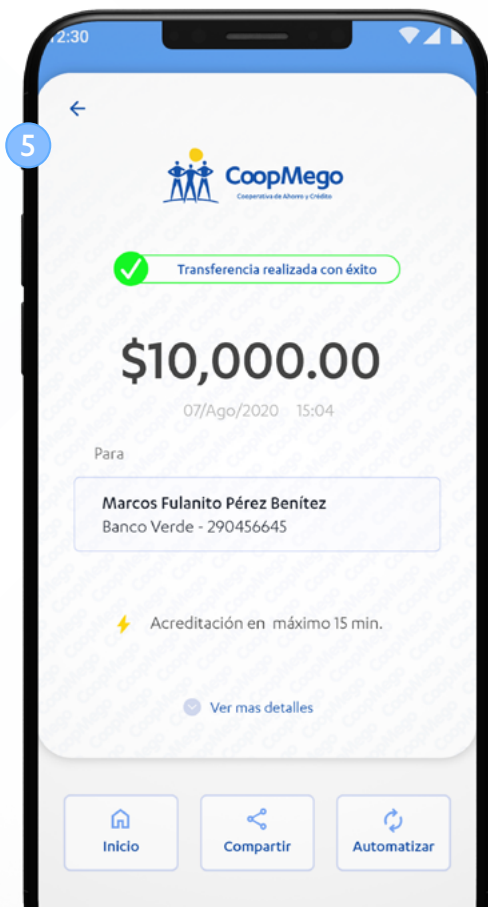 12:30
5
CoopMego
Cooperativa de Ahorro y Crédito
Transferencia realizada con éxito
$10,000.00
07/Ago/2020 15:04
Para
Marcos Fulanito Pérez Benítez
Banco Verde - 290456645
Acreditación en máximo 15 min.
Ver mas detalles
Inicio
Compartir
Automatizar